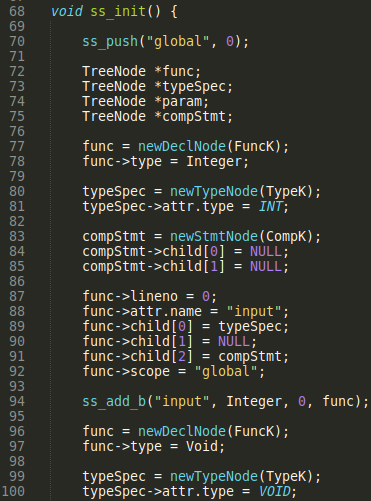 68 void ss_init() {
69
70 ss_push("global", 0);
71
72 TreeNode *func;
73 TreeNode *typeSpec;
74 TreeNode *param;
75 TreeNode *compStmt;
76
77 func = newDeclNode(FuncK);
78 func->type = Integer;
79
80 typeSpec = newTypeNode(TypeK);
81 typeSpec->attr.type = INT;
82
83 compStmt = newStmtNode(CompK);
84 compStmt->child[0] = NULL;
85 compStmt->child[1] = NULL;
86
87 func->lineno = 0;
88 func->attr.name = "input";
89 func->child[0] = typeSpec;
90 func->child[1] = NULL;
91 func->child[2] = compStmt;
92 func->scope = "global";
93
94 ss_add_b("input", Integer, 0, func);
95
96 func = newDeclNode(FuncK);
97 func->type = Void;
98
99 typeSpec = newTypeNode(TypeK);
100 typeSpec->attr.type = VOID;